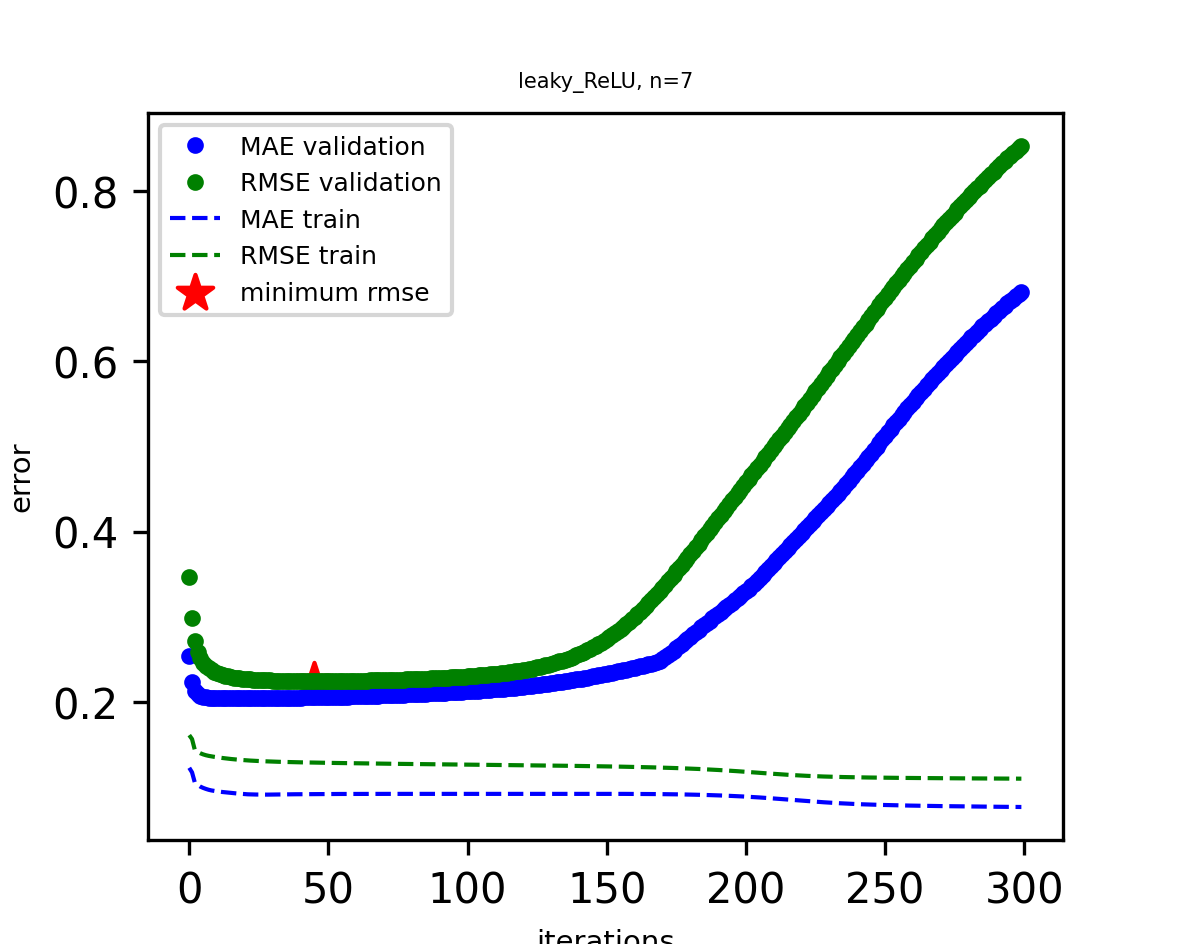 leaky_ReLU, n=7
MAE validation
RMSE validation
MAE train
RMSE train
minimum rmse
0.8
0.6
0.4
0.2
error
0 50 100 150 200 250 300
iterations